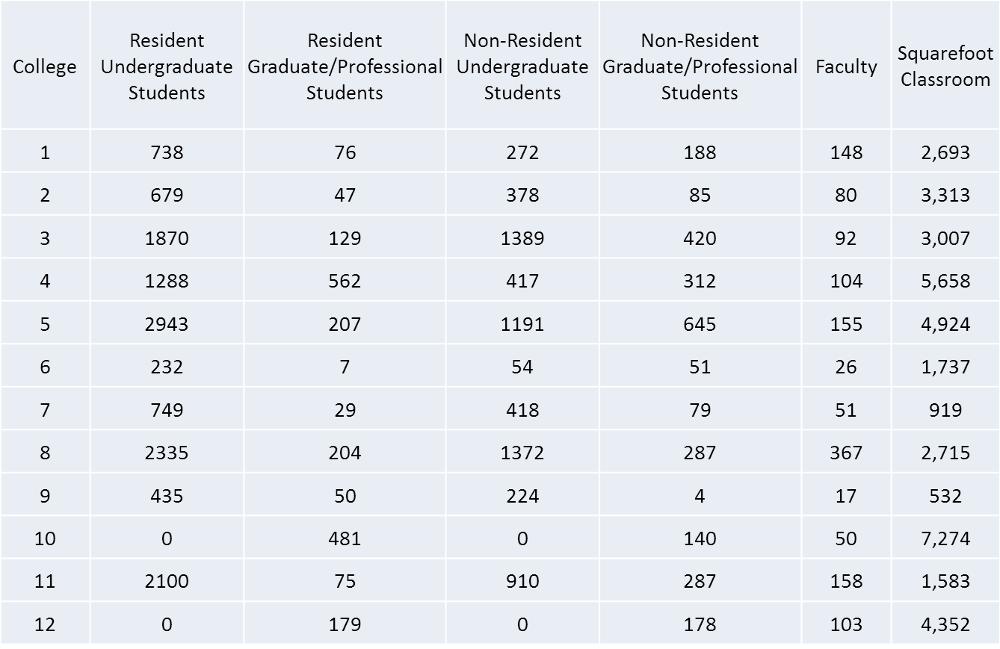 College Resident Undergraduate Students Resident Graduate/Professional Students Non-Resident Undergraduate Students Non-Resident Graduate/Professional Students Faculty Squarefoot Classroom
1 738 76 272 188 148 2,693
2 679 47 378 85 80 3,313
3 1870 129 1389 420 92 3,007
4 1288 562 417 312 104 5,658
5 2943 207 1191 645 155 4,924
6 232 7 54 51 26 1,737
7 749 29 418 79 51 919
8 2335 204 1372 287 367 2,715
9 435 50 224 4 17 532
10 0 481 0 140 50 7,274
11 2100 75 910 287 158 1,583
12 0 179 0 178 103 4,352